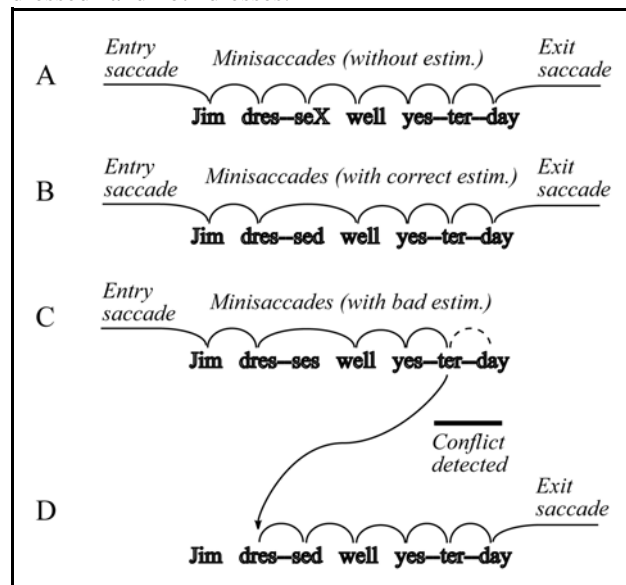 Entry
saccade
Minisaccades (without estim.)
Exit
saccade
A
Jim dres–seX well yes–ter–day
Entry
saccade
Minisaccades (with correct estim.)
Exit
saccade
B
Jim dres–sed well yes–ter–day
Entry
saccade
Minisaccades (with bad estim.)
C
Jim dres–ses well yes–ter–day
Conflict
detected
Exit
saccade
D
Jim dres–sed well yes–ter–day